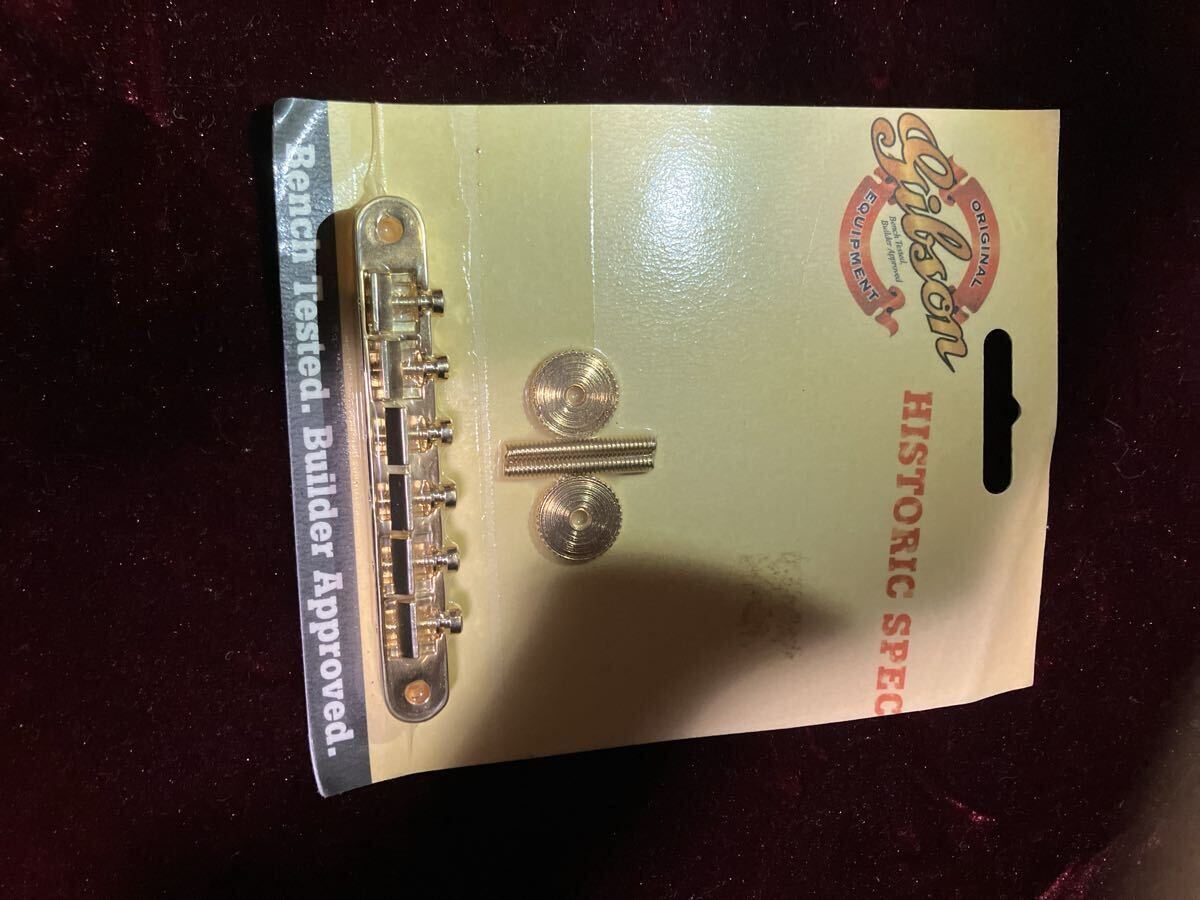 Gibson
ORIGINAL
EQUIPMENT
Bench Tested,
Builder Approved
HISTORIC SPEC
Bench Tested. Builder Approved.